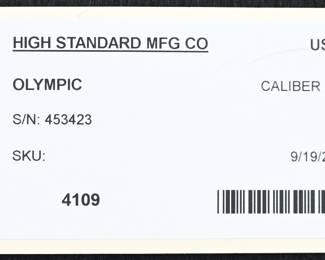 HIGH STANDARD MFG CO US
OLYMPIC CALIBER
S/N: 453423
SKU: 9/19/2
4109